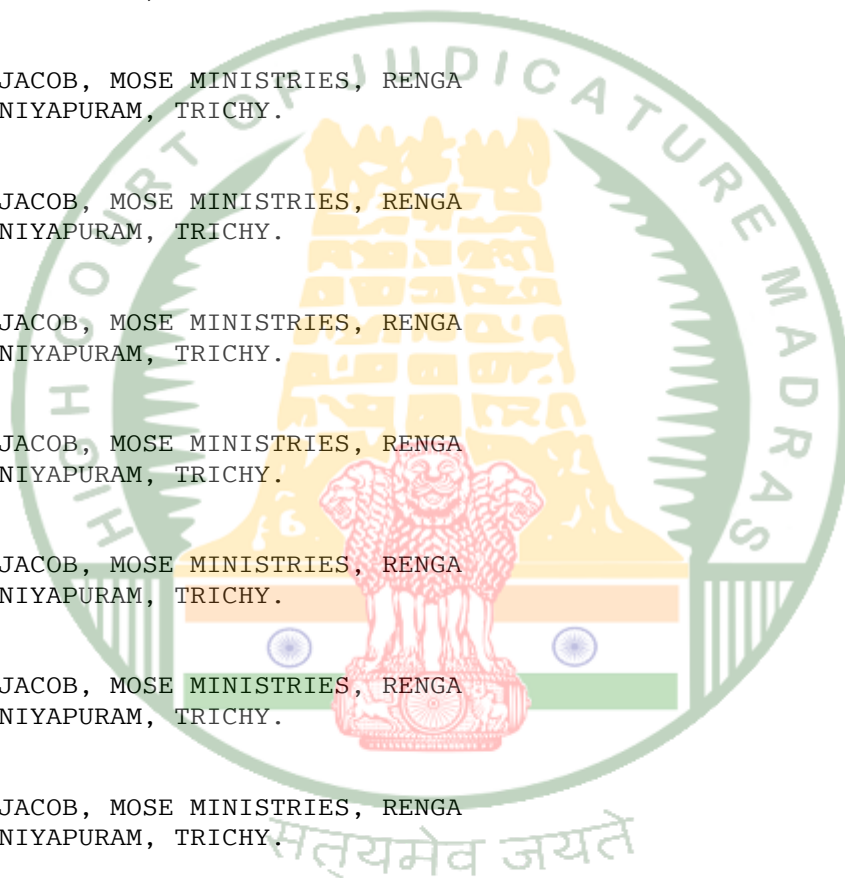 HIGH COURT OF JUDICATURE MADRAS
JACOB, MOSE MINISTRIES, RENGA
NIYAPURAM, TRICHY.
JACOB, MOSE MINISTRIES, RENGA
NIYAPURAM, TRICHY.
JACOB, MOSE MINISTRIES, RENGA
NIYAPURAM, TRICHY.
JACOB, MOSE MINISTRIES, RENGA
NIYAPURAM, TRICHY.
JACOB, MOSE MINISTRIES, RENGA
NIYAPURAM, TRICHY.
JACOB, MOSE MINISTRIES, RENGA
NIYAPURAM, TRICHY.
JACOB, MOSE MINISTRIES, RENGA
NIYAPURAM, TRICHY.
सत्यमेव जयते